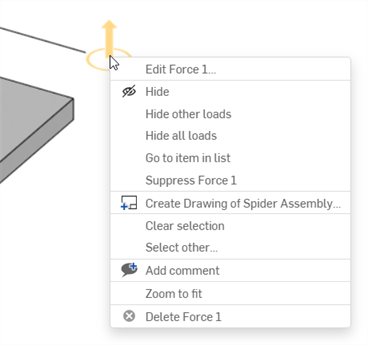 Edit Force 1...
Hide
Hide other loads
Hide all loads
Go to item in list
Suppress Force 1
Create Drawing of Spider Assembly...
Clear selection
Select other...
Add comment
Zoom to fit
Delete Force 1